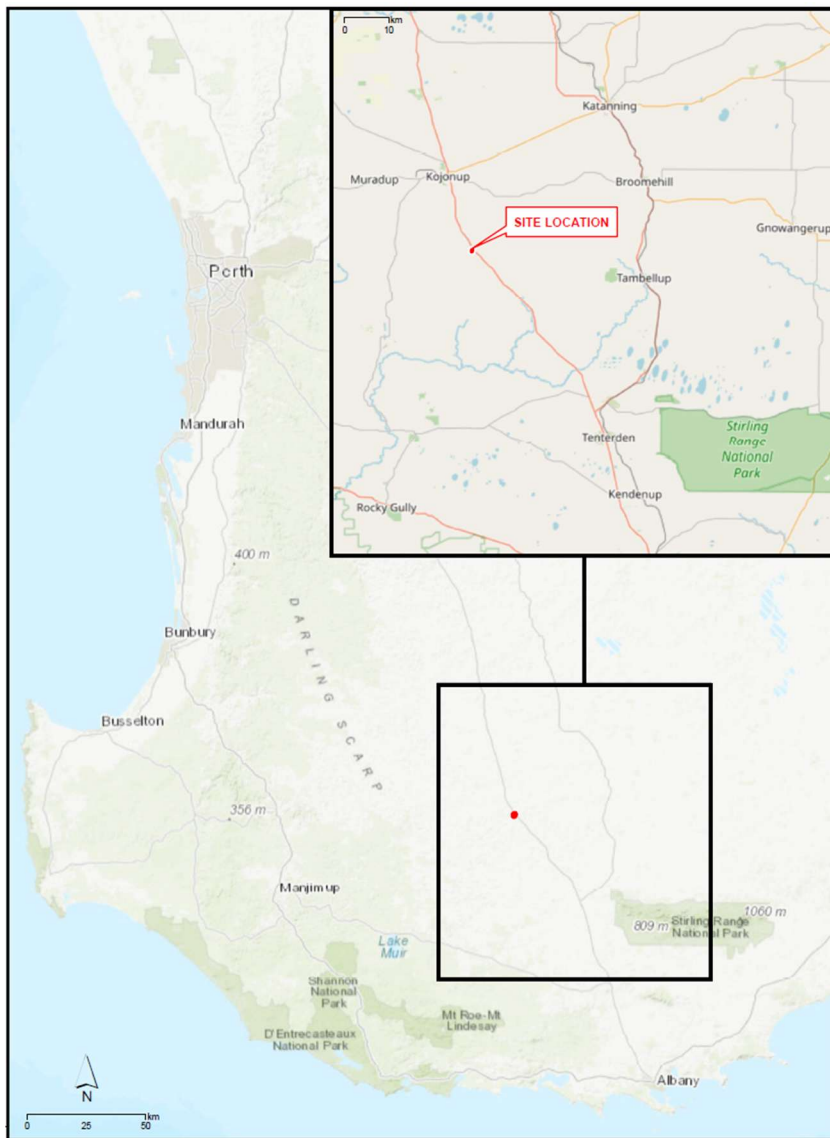 0
km
10
Katanning
Muradup
Kojonup
Broomehill
SITE LOCATION
Gnowangerup
Tambellup
Stirling
Range
National
Park
Tenterden
Kendenup
Rocky Gully
Perth
Mandurah
400 m
DARLING SCARP
Bunbury
Busselton
356 m
Manjimup
Lake
Muir
Shannon
National
Park
D'Entrecasteaux
National Park
Mt Roe-Mt
Lindesay
1060 m
809 m
Stirling Range
National Park
Albany
N
km
0
25
50